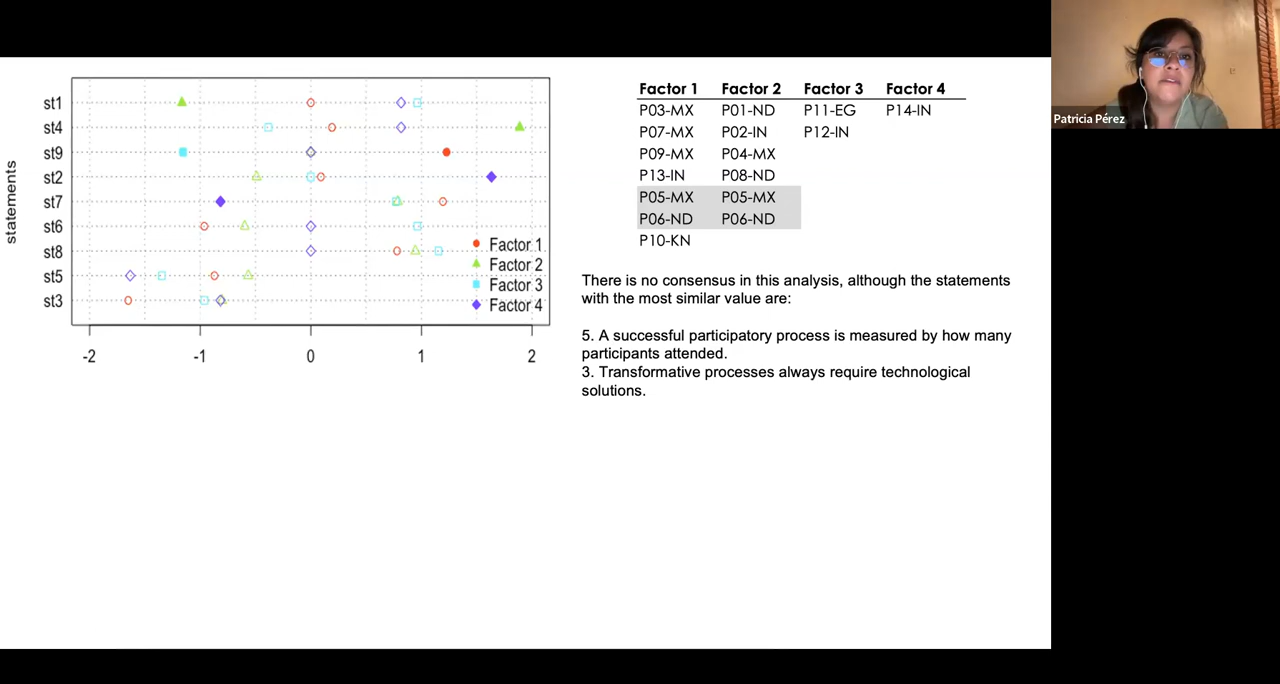 statements
st1
st4
st9
st2
st7
st6
st8
st5
st3
Factor 1
Factor 2
Factor 3
Factor 4
-2 -1 0 1 2
Factor 1 Factor 2 Factor 3 Factor 4
P03-MX P01-ND P11-EG P14-IN
P07-MX P02-IN P12-IN
P09-MX P04-MX
P13-IN P08-ND
P05-MX P05-MX
P06-ND P06-ND
P10-KN
There is no consensus in this analysis, although the statements
with the most similar value are:
5. A successful participatory process is measured by how many
participants attended.
3. Transformative processes always require technological
solutions.
Patricia Pérez